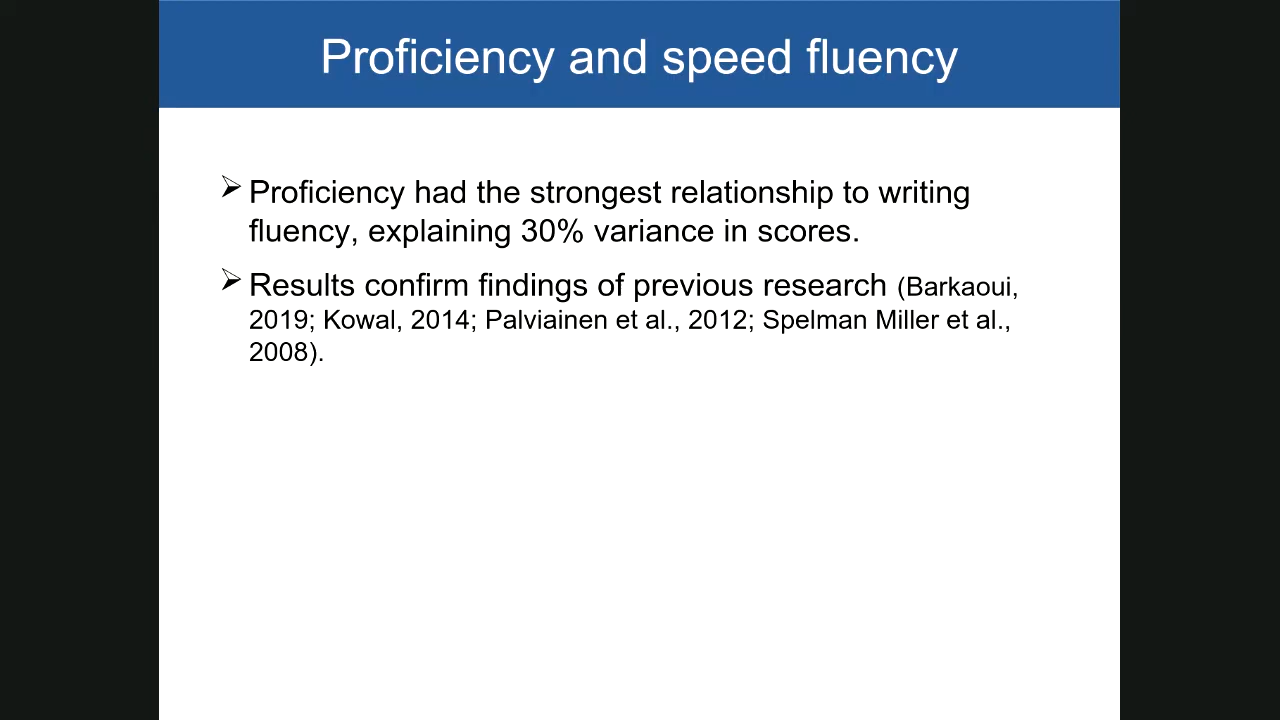 Proficiency and speed fluency
Proficiency had the strongest relationship to writing
fluency, explaining 30% variance in scores.
Results confirm findings of previous research (Barkaoui,
2019; Kowal, 2014; Palviainen et al., 2012; Spelman Miller et al.,
2008).